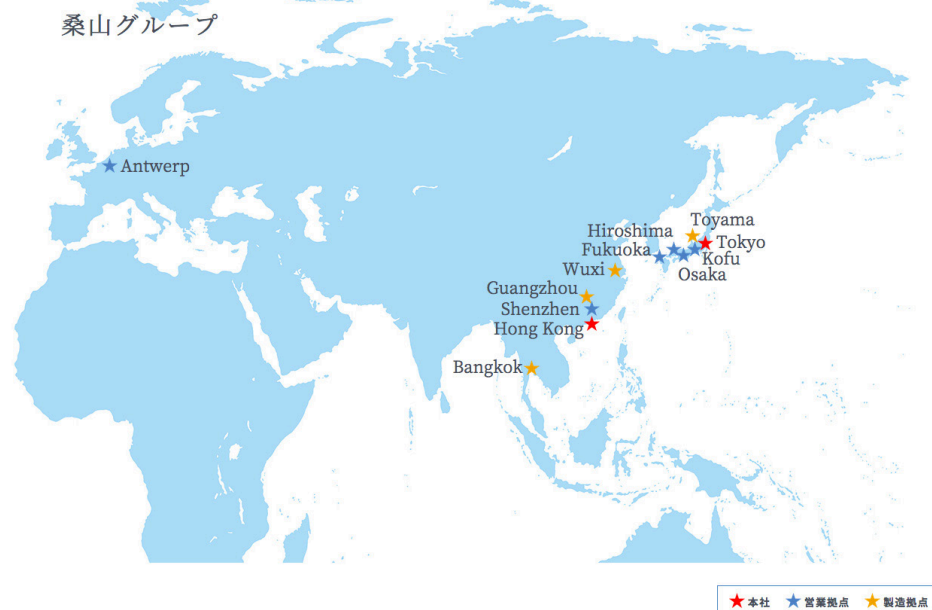 桑山グループ
Antwerp
Toyama
Hiroshima
Tokyo
Fukuoka
Kofu
Wuxi
Osaka
Guangzhou
Shenzhen
Hong Kong
Bangkok
本社 営業拠点 製造拠点